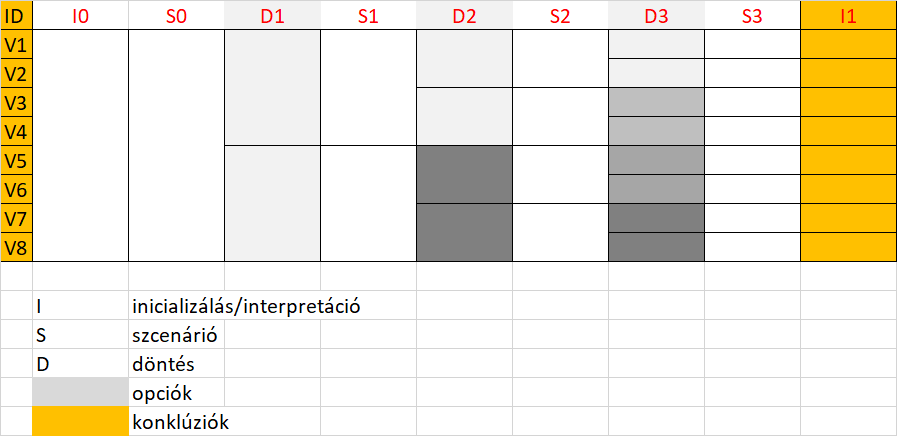 ID I0 S0 D1 S1 D2 S2 D3 S3 I1
V1
V2
V3
V4
V5
V6
V7
V8
I inicializálás/interpretáció
S szcenárió
D döntés
opciók
konklúziók